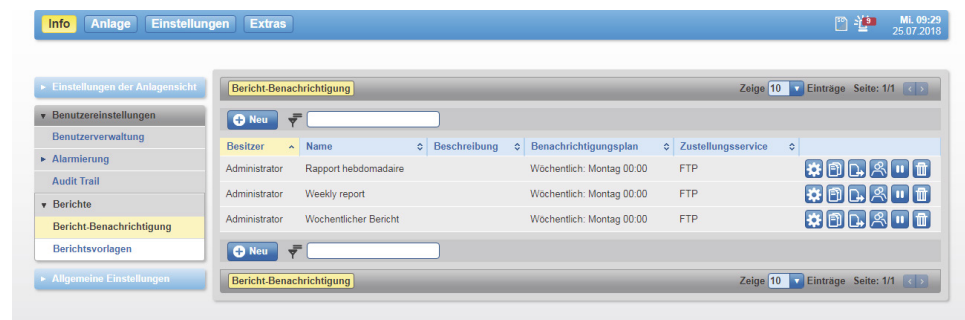 Info Anlage Einstellungen Extras 10 9 Mi. 09:29
25.07.2018
Einstellungen der Anlagensicht
Benutzereinstellungen
Benutzerverwaltung
Alarmierung
Audit Trail
Berichte
Bericht-Benachrichtigung
Berichtsvorlagen
Allgemeine Einstellungen
Bericht-Benachrichtigung Zeige 10 Einträge Seite: 1/1
Neu
Besitzer Name Beschreibung Benachrichtigungsplan Zustellungsservice
Administrator Rapport hebdomadaire Wöchentlich: Montag 00:00 FTP
Administrator Weekly report Wöchentlich: Montag 00:00 FTP
Administrator Wochentlicher Bericht Wöchentlich: Montag 00:00 FTP
Neu
Bericht-Benachrichtigung Zeige 10 Einträge Seite: 1/1